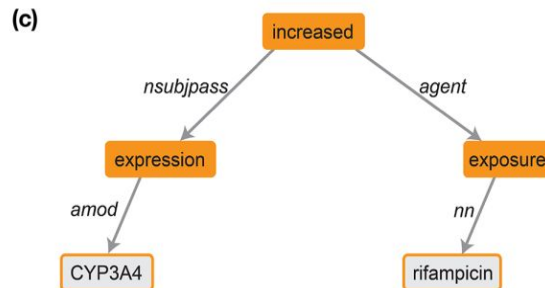 (c)
increased
nsubjpass agent
expression exposure
amod nn
CYP3A4 rifampicin